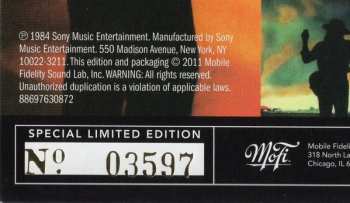 ℗ 1984 Sony Music Entertainment. Manufactured by Sony
Music Entertainment. 550 Madison Avenue, New York, NY
10022-3211. This edition and packaging © 2011 Mobile
Fidelity Sound Lab, Inc. WARNING: All rights reserved.
Unauthorized duplication is a violation of applicable laws.
88697630872
SPECIAL LIMITED EDITION
No 03597
MoFi
Mobile Fideli
318 North La
Chicago, IL 6